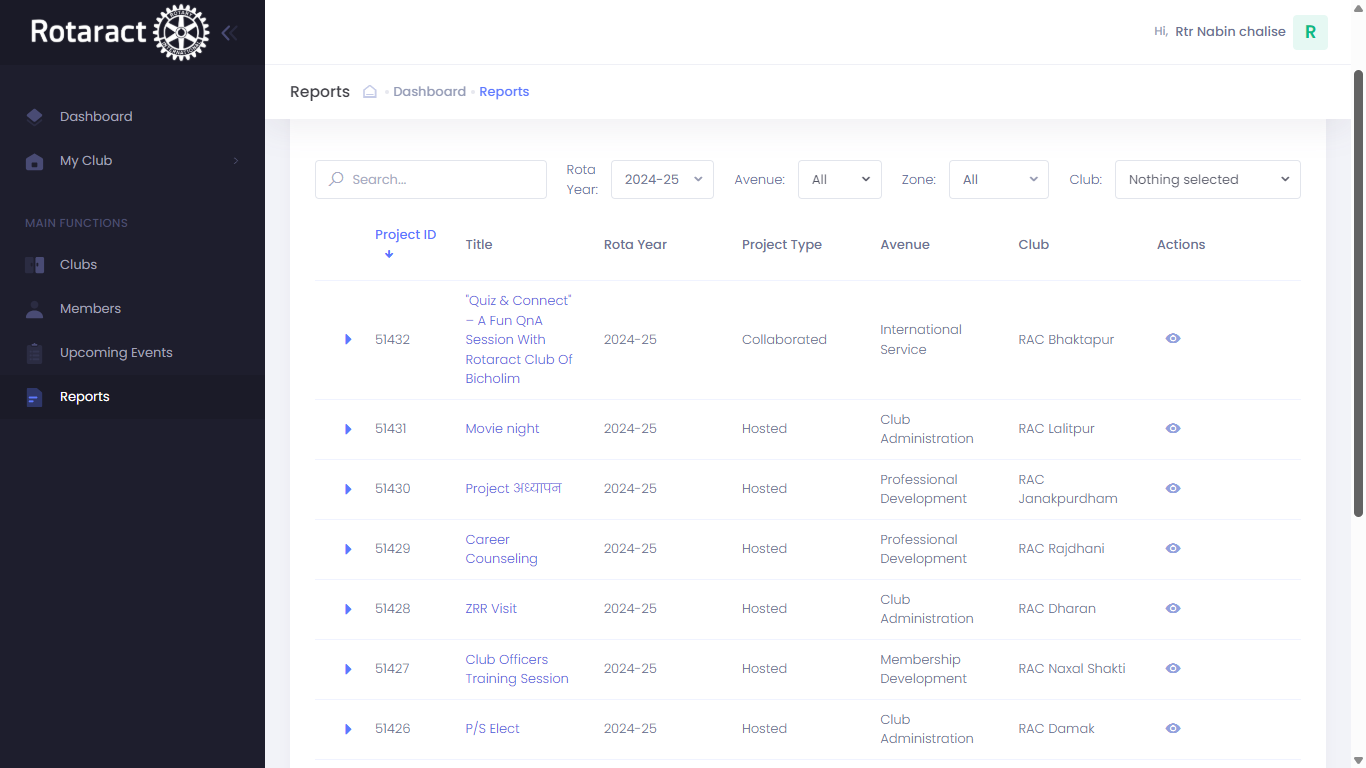 Rotaract
ROTARY
INTERNATIONAL
Hi, Rtr Nabin chalise R
Reports Dashboard Reports
Dashboard
My Club
MAIN FUNCTIONS
Clubs
Members
Upcoming Events
Reports
Search...
Rota
Year: 2024-25 Avenue: All Zone: All Club: Nothing selected
Project ID
Title Rota Year Project Type Avenue Club Actions
"Quiz & Connect"
– A Fun QnA
Session With
Rotaract Club Of
Bicholim
51432 2024-25 Collaborated
International
Service
RAC Bhaktapur
51431 Movie night 2024-25 Hosted
Club
Administration
RAC Lalitpur
51430 Project अध्यापन 2024-25 Hosted
Professional
Development
RAC
Janakpurdham
51429
Career
Counseling
2024-25 Hosted
Professional
Development
RAC Rajdhani
51428 ZRR Visit 2024-25 Hosted
Club
Administration
RAC Dharan
51427
Club Officers
Training Session
2024-25 Hosted
Membership
Development
RAC Naxal Shakti
51426 P/S Elect 2024-25 Hosted
Club
Administration
RAC Damak